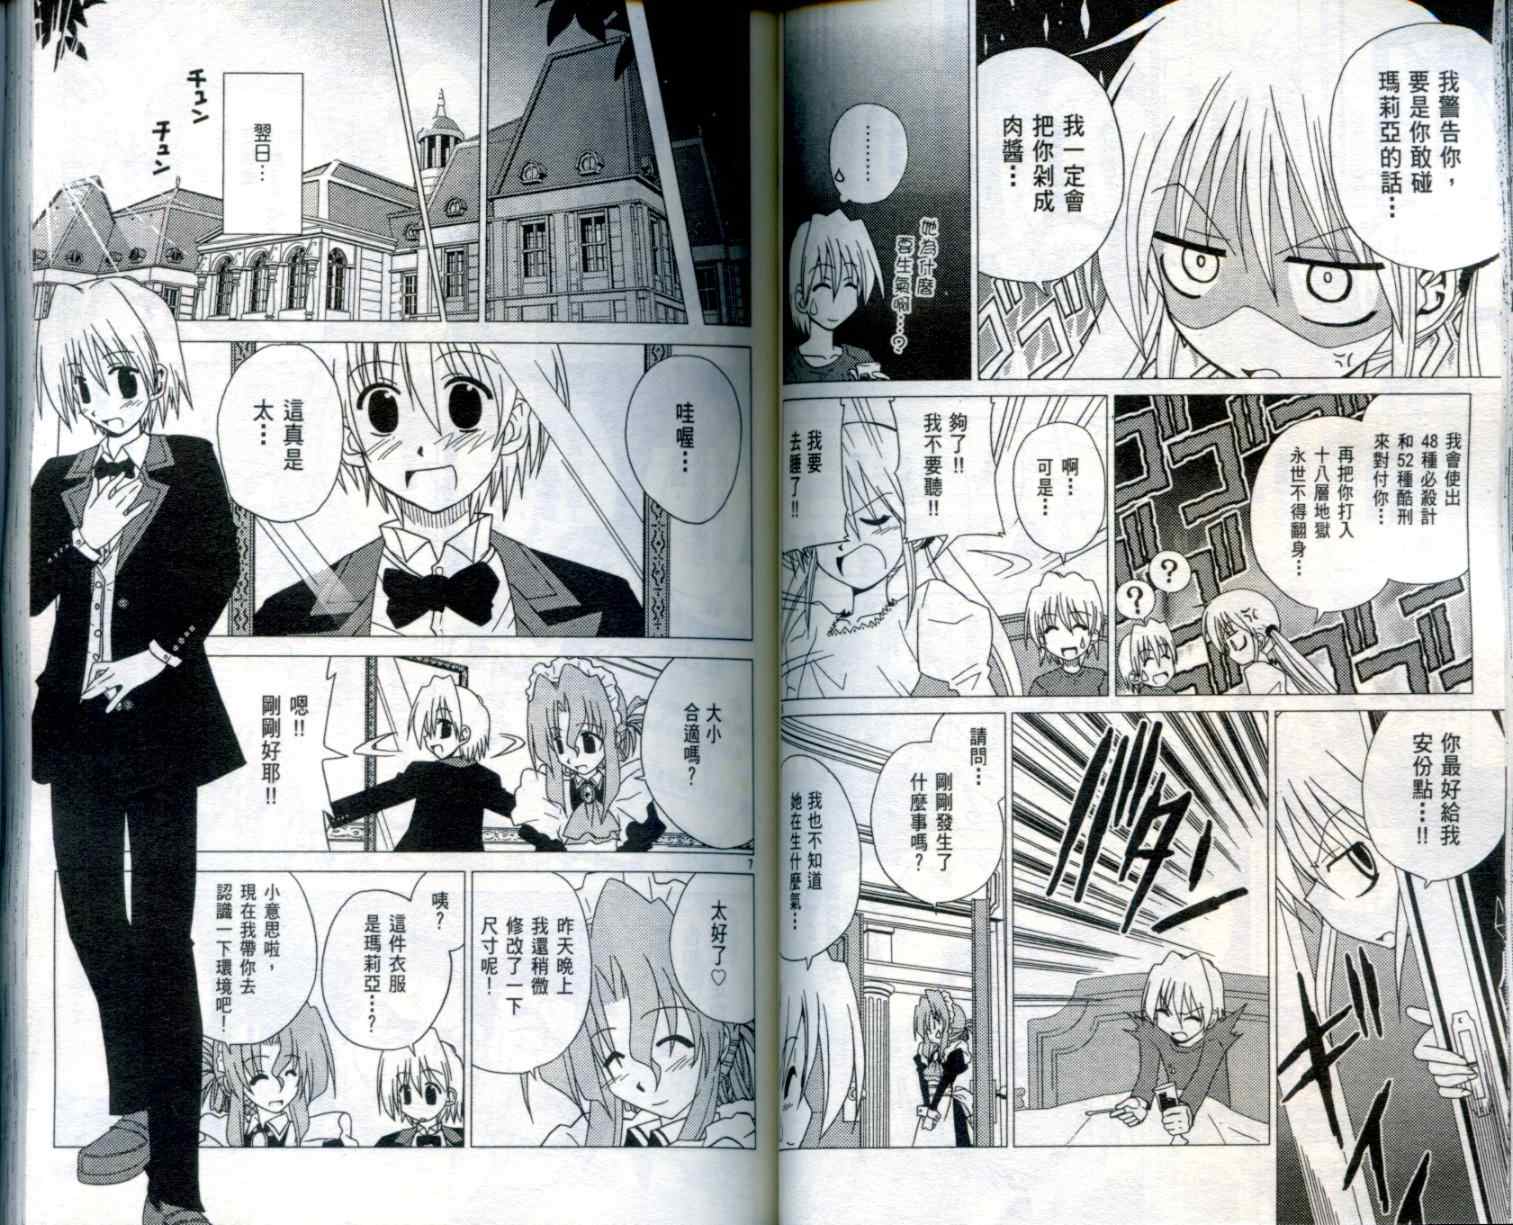 我警告你，
要是你敢碰
瑪莉亞的話…
我一定會
把你剁成
肉醬…
………
她為什麼
要生氣啊…？
我會使出
48種必殺計
和52種酷刑
來對付你…
再把你打入
十八層地獄
永世不得翻身…
？
？
啊…
可是…
夠了!!
我不要聽!!
我要
去睡了!!
你最好給我
安份點…!!
バタン
請問…
剛剛發生了
什麼事嗎？
我也不知道
她在生什麼氣…
チュン
チュン
翌日…
哇喔…
這真是
太…
大小
合適嗎？
嗯!!
剛剛好耶!!
7
太好了♡
昨天晚上
我還稍微
修改了一下
尺寸呢！
咦？
這件衣服
是瑪莉亞…？
小意思啦，
現在我帶你去
認識一下環境吧！